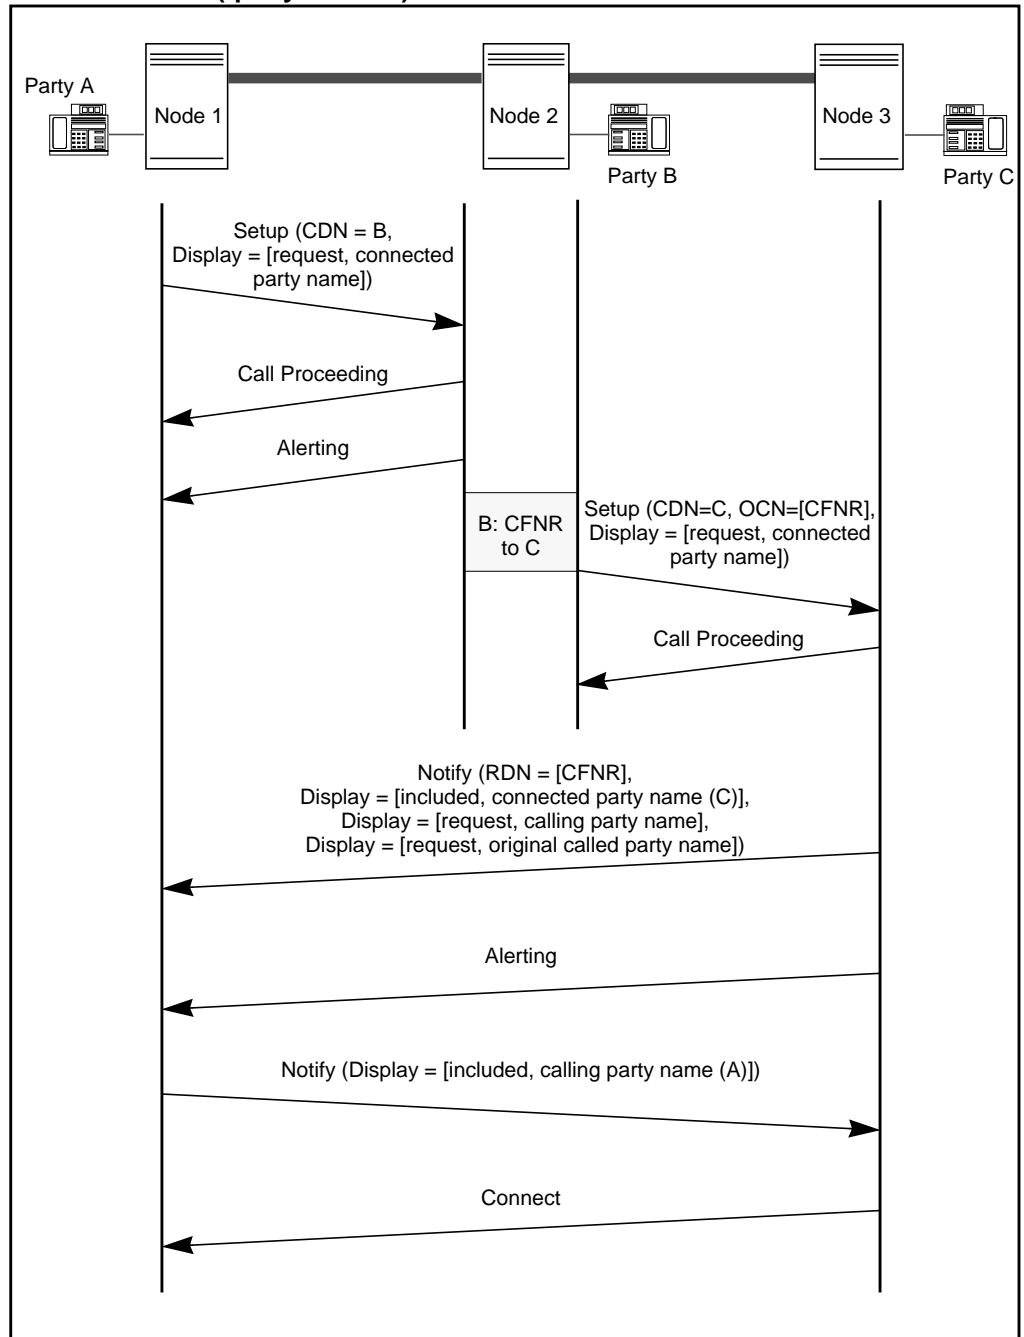 Party A
Node 1
Node 2
Node 3
Party B
Party C
Setup (CDN = B,
Display = [request, connected
party name])
Call Proceeding
Alerting
B: CFNR
to C
Setup (CDN=C, OCN=[CFNR],
Display = [request, connected
party name])
Call Proceeding
Notify (RDN = [CFNR],
Display = [included, connected party name (C)],
Display = [request, calling party name],
Display = [request, original called party name])
Alerting
Notify (Display = [included, calling party name (A)])
Connect